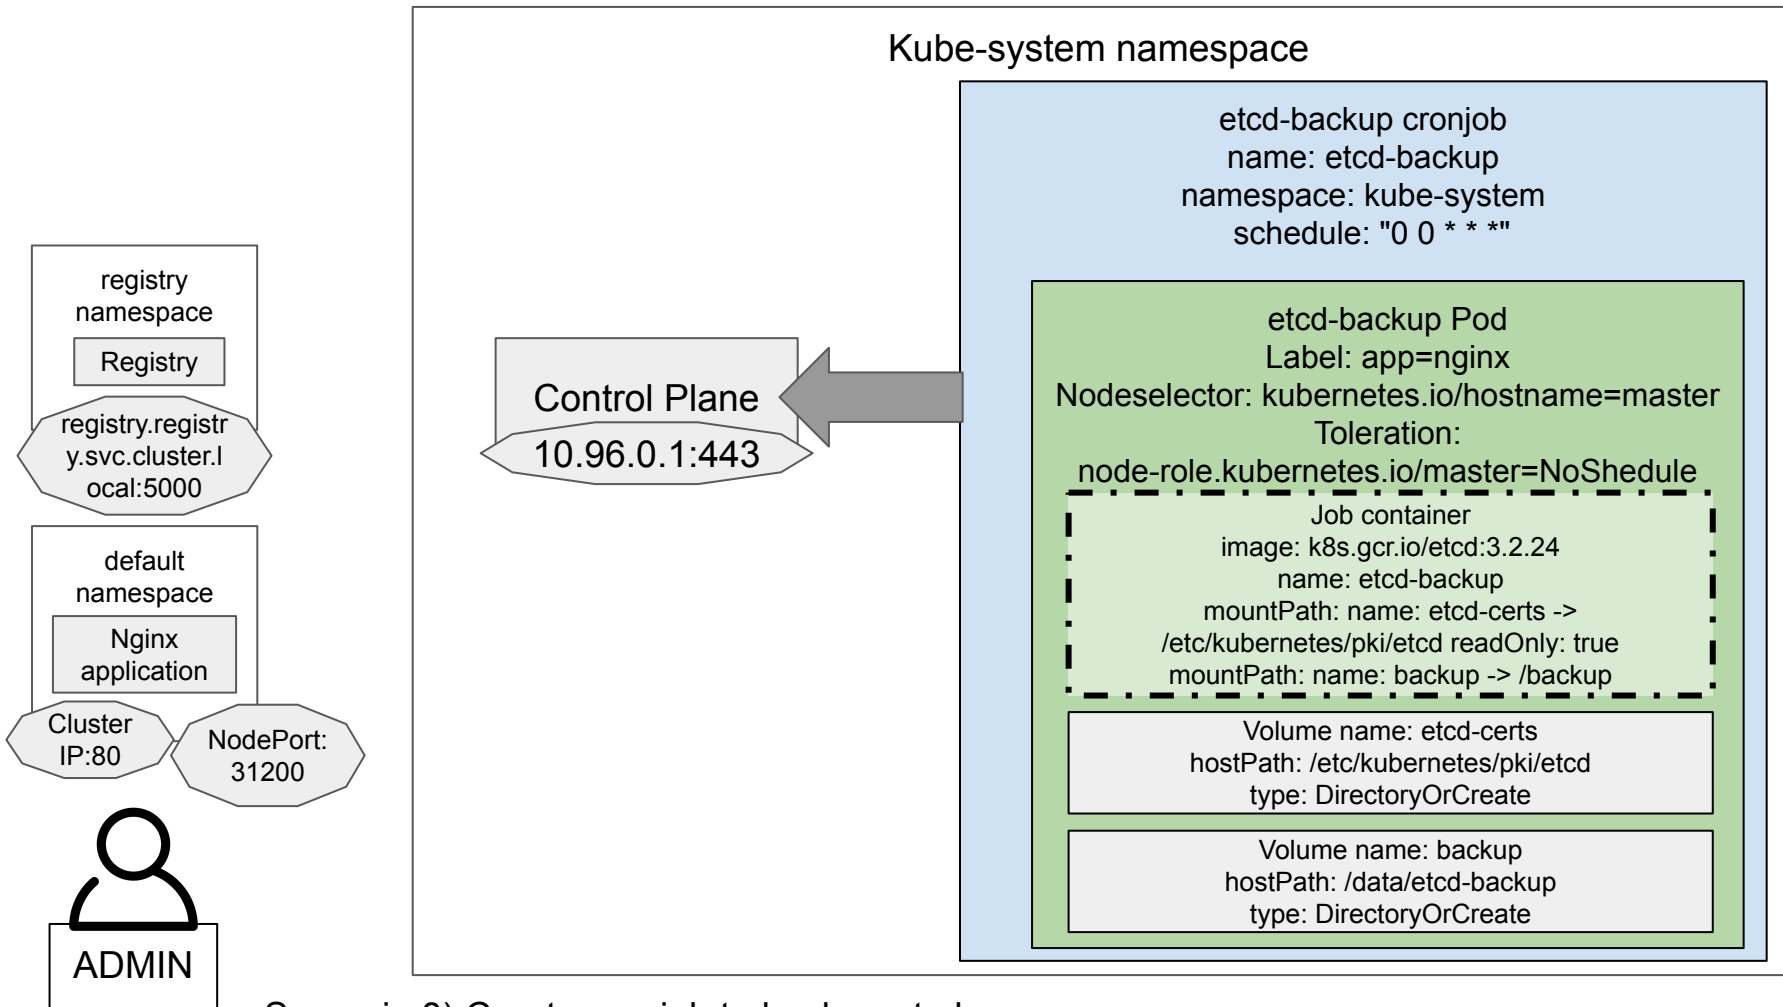 Kube-system namespace
etcd-backup cronjob
name: etcd-backup
namespace: kube-system
schedule: "0 0 * * *"
registry
namespace
Registry
registry.registr
y.svc.cluster.l
ocal:5000
default
namespace
Nginx
application
Cluster
IP:80
NodePort:
31200
ADMIN
Control Plane
10.96.0.1:443
etcd-backup Pod
Label: app=nginx
Nodeselector: kubernetes.io/hostname=master
Toleration:
node-role.kubernetes.io/master=NoShedule
Job container
image: k8s.gcr.io/etcd:3.2.24
name: etcd-backup
mountPath: name: etcd-certs ->
/etc/kubernetes/pki/etcd readOnly: true
mountPath: name: backup -> /backup
Volume name: etcd-certs
hostPath: /etc/kubernetes/pki/etcd
type: DirectoryOrCreate
Volume name: backup
hostPath: /data/etcd-backup
type: DirectoryOrCreate